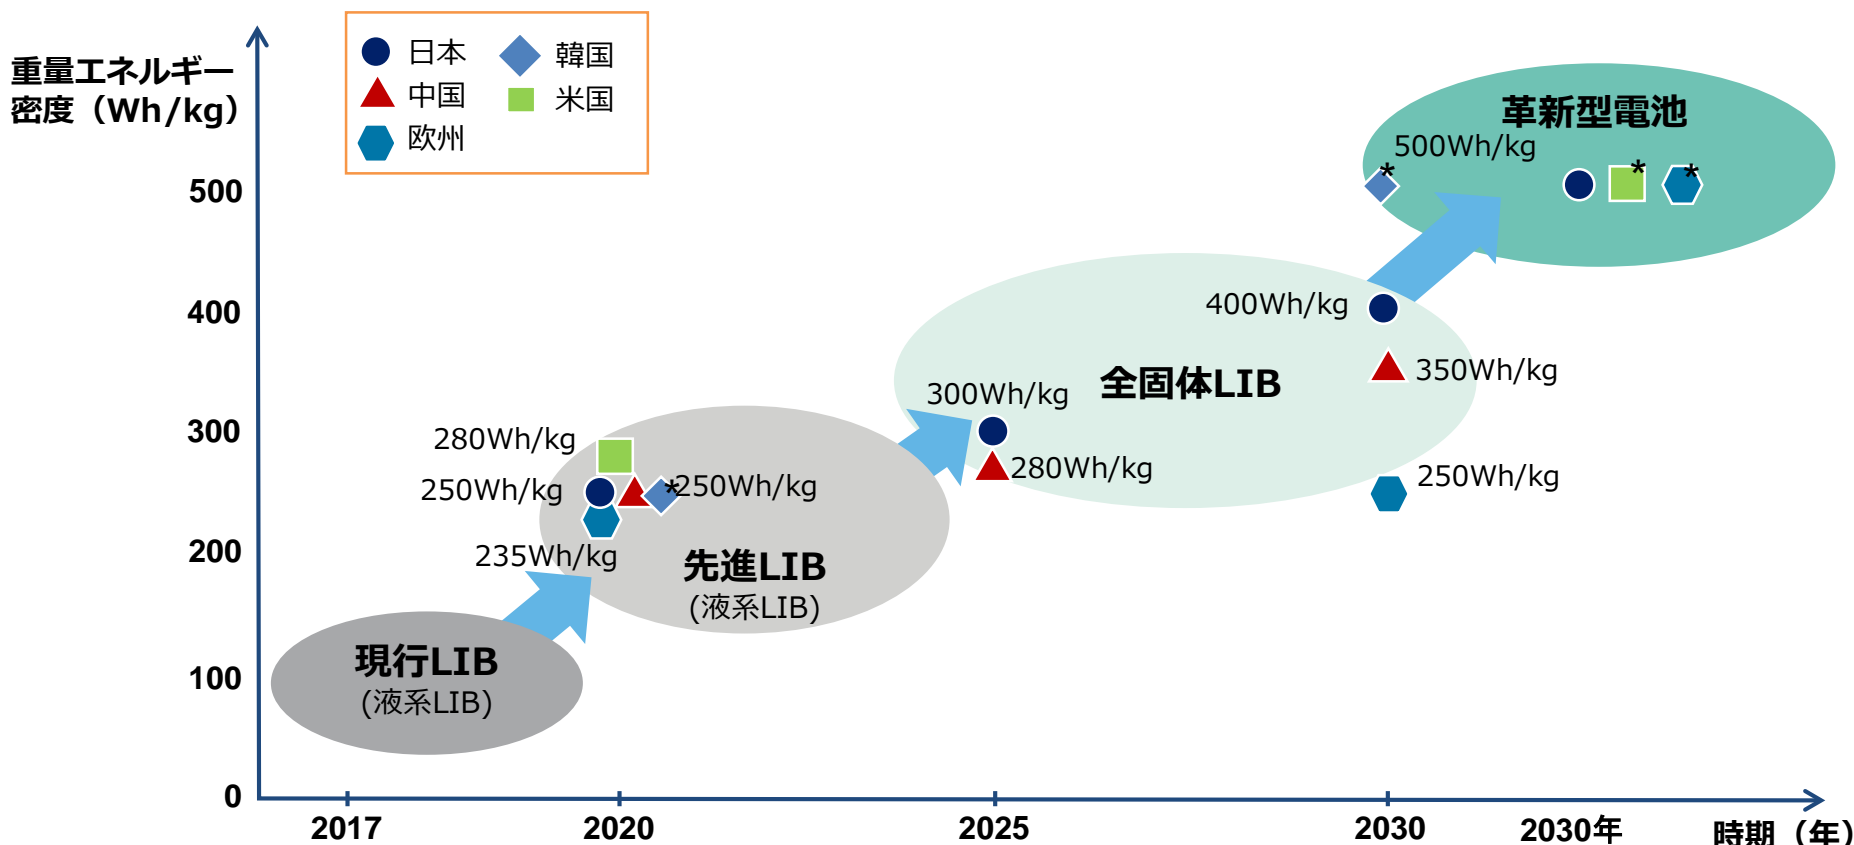 重量エネルギー
密度（Wh/kg）
日本
韓国
中国
米国
欧州
革新型電池
500Wh/kg
*
*
*
500
400
300
200
100
0
400Wh/kg
350Wh/kg
全固体LIB
300Wh/kg
280Wh/kg
250Wh/kg
280Wh/kg
250Wh/kg
*250Wh/kg
235Wh/kg
先進LIB
(液系LIB)
現行LIB
(液系LIB)
2017
2020
2025
2030
2030年
時期（年）